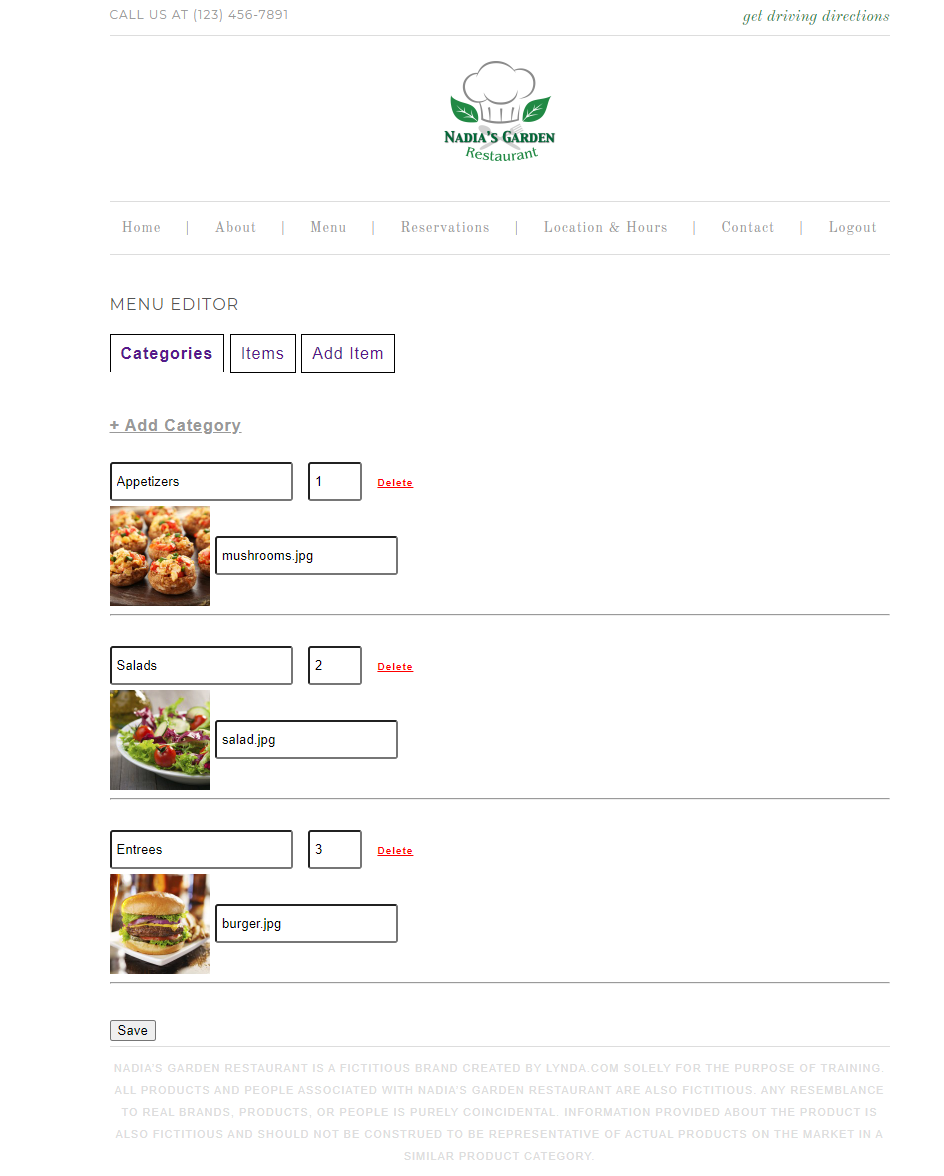 CALL US AT (123) 456-7891
get driving directions
NADIA'S GARDEN
Restaurant
Home | About | Menu | Reservations | Location & Hours | Contact | Logout
MENU EDITOR
Categories Items Add Item
+ Add Category
Appetizers 1 Delete
mushrooms.jpg
Salads 2 Delete
salad.jpg
Entrees 3 Delete
burger.jpg
Save
NADIA'S GARDEN RESTAURANT IS A FICTITIOUS BRAND CREATED BY LYNDA.COM SOLELY FOR THE PURPOSE OF TRAINING.
ALL PRODUCTS AND PEOPLE ASSOCIATED WITH NADIA'S GARDEN RESTAURANT ARE ALSO FICTITIOUS. ANY RESEMBLANCE
TO REAL BRANDS, PRODUCTS, OR PEOPLE IS PURELY COINCIDENTAL. INFORMATION PROVIDED ABOUT THE PRODUCT IS
ALSO FICTITIOUS AND SHOULD NOT BE CONSTRUED TO BE REPRESENTATIVE OF ACTUAL PRODUCTS ON THE MARKET IN A
SIMILAR PRODUCT CATEGORY.